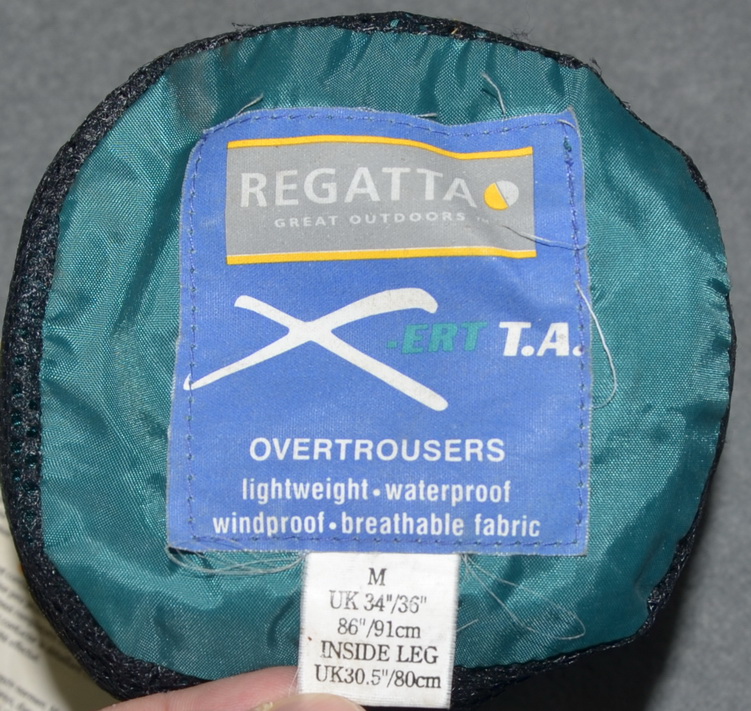 REGATTA
GREAT OUTDOORS ™
X-ERT T.A.
OVERTROUSERS
lightweight • waterproof
windproof • breathable fabric
M
UK 34"/36"
86"/91cm
INSIDE LEG
UK30.5"/80cm